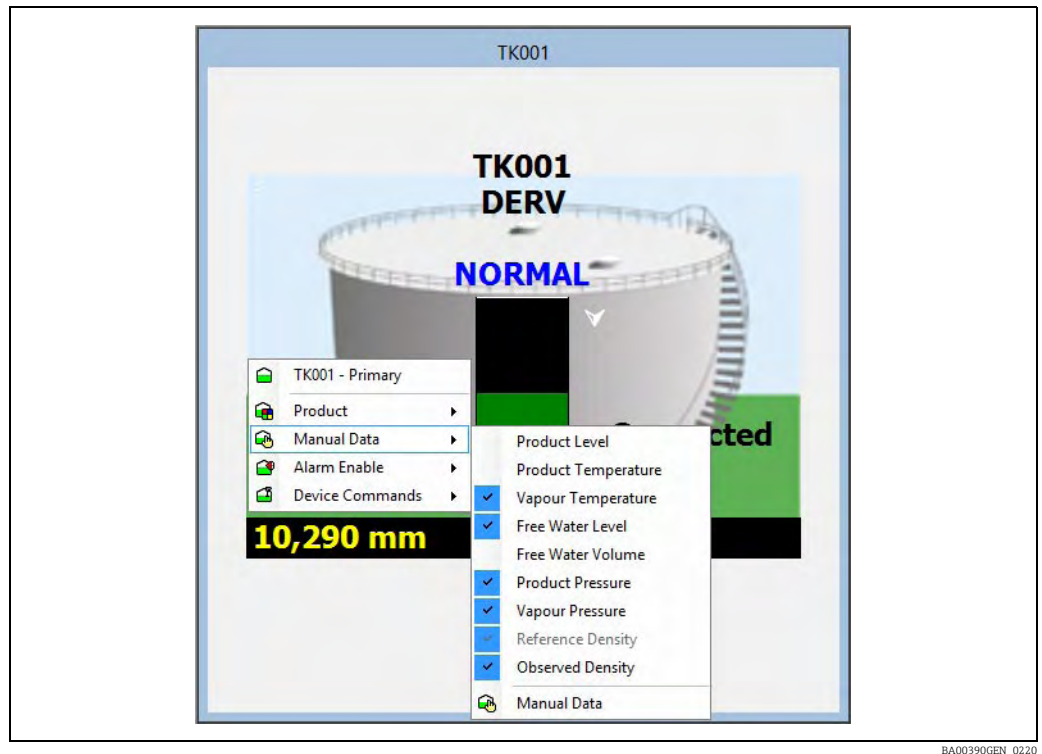 TK001
TK001
DERV
NORMAL
TK001 - Primary
Product
Manual Data
Alarm Enable
Device Commands
cted
10,290 mm
Product Level
Product Temperature
Vapour Temperature
Free Water Level
Free Water Volume
Product Pressure
Vapour Pressure
Reference Density
Observed Density
Manual Data
BA00390GEN_0220